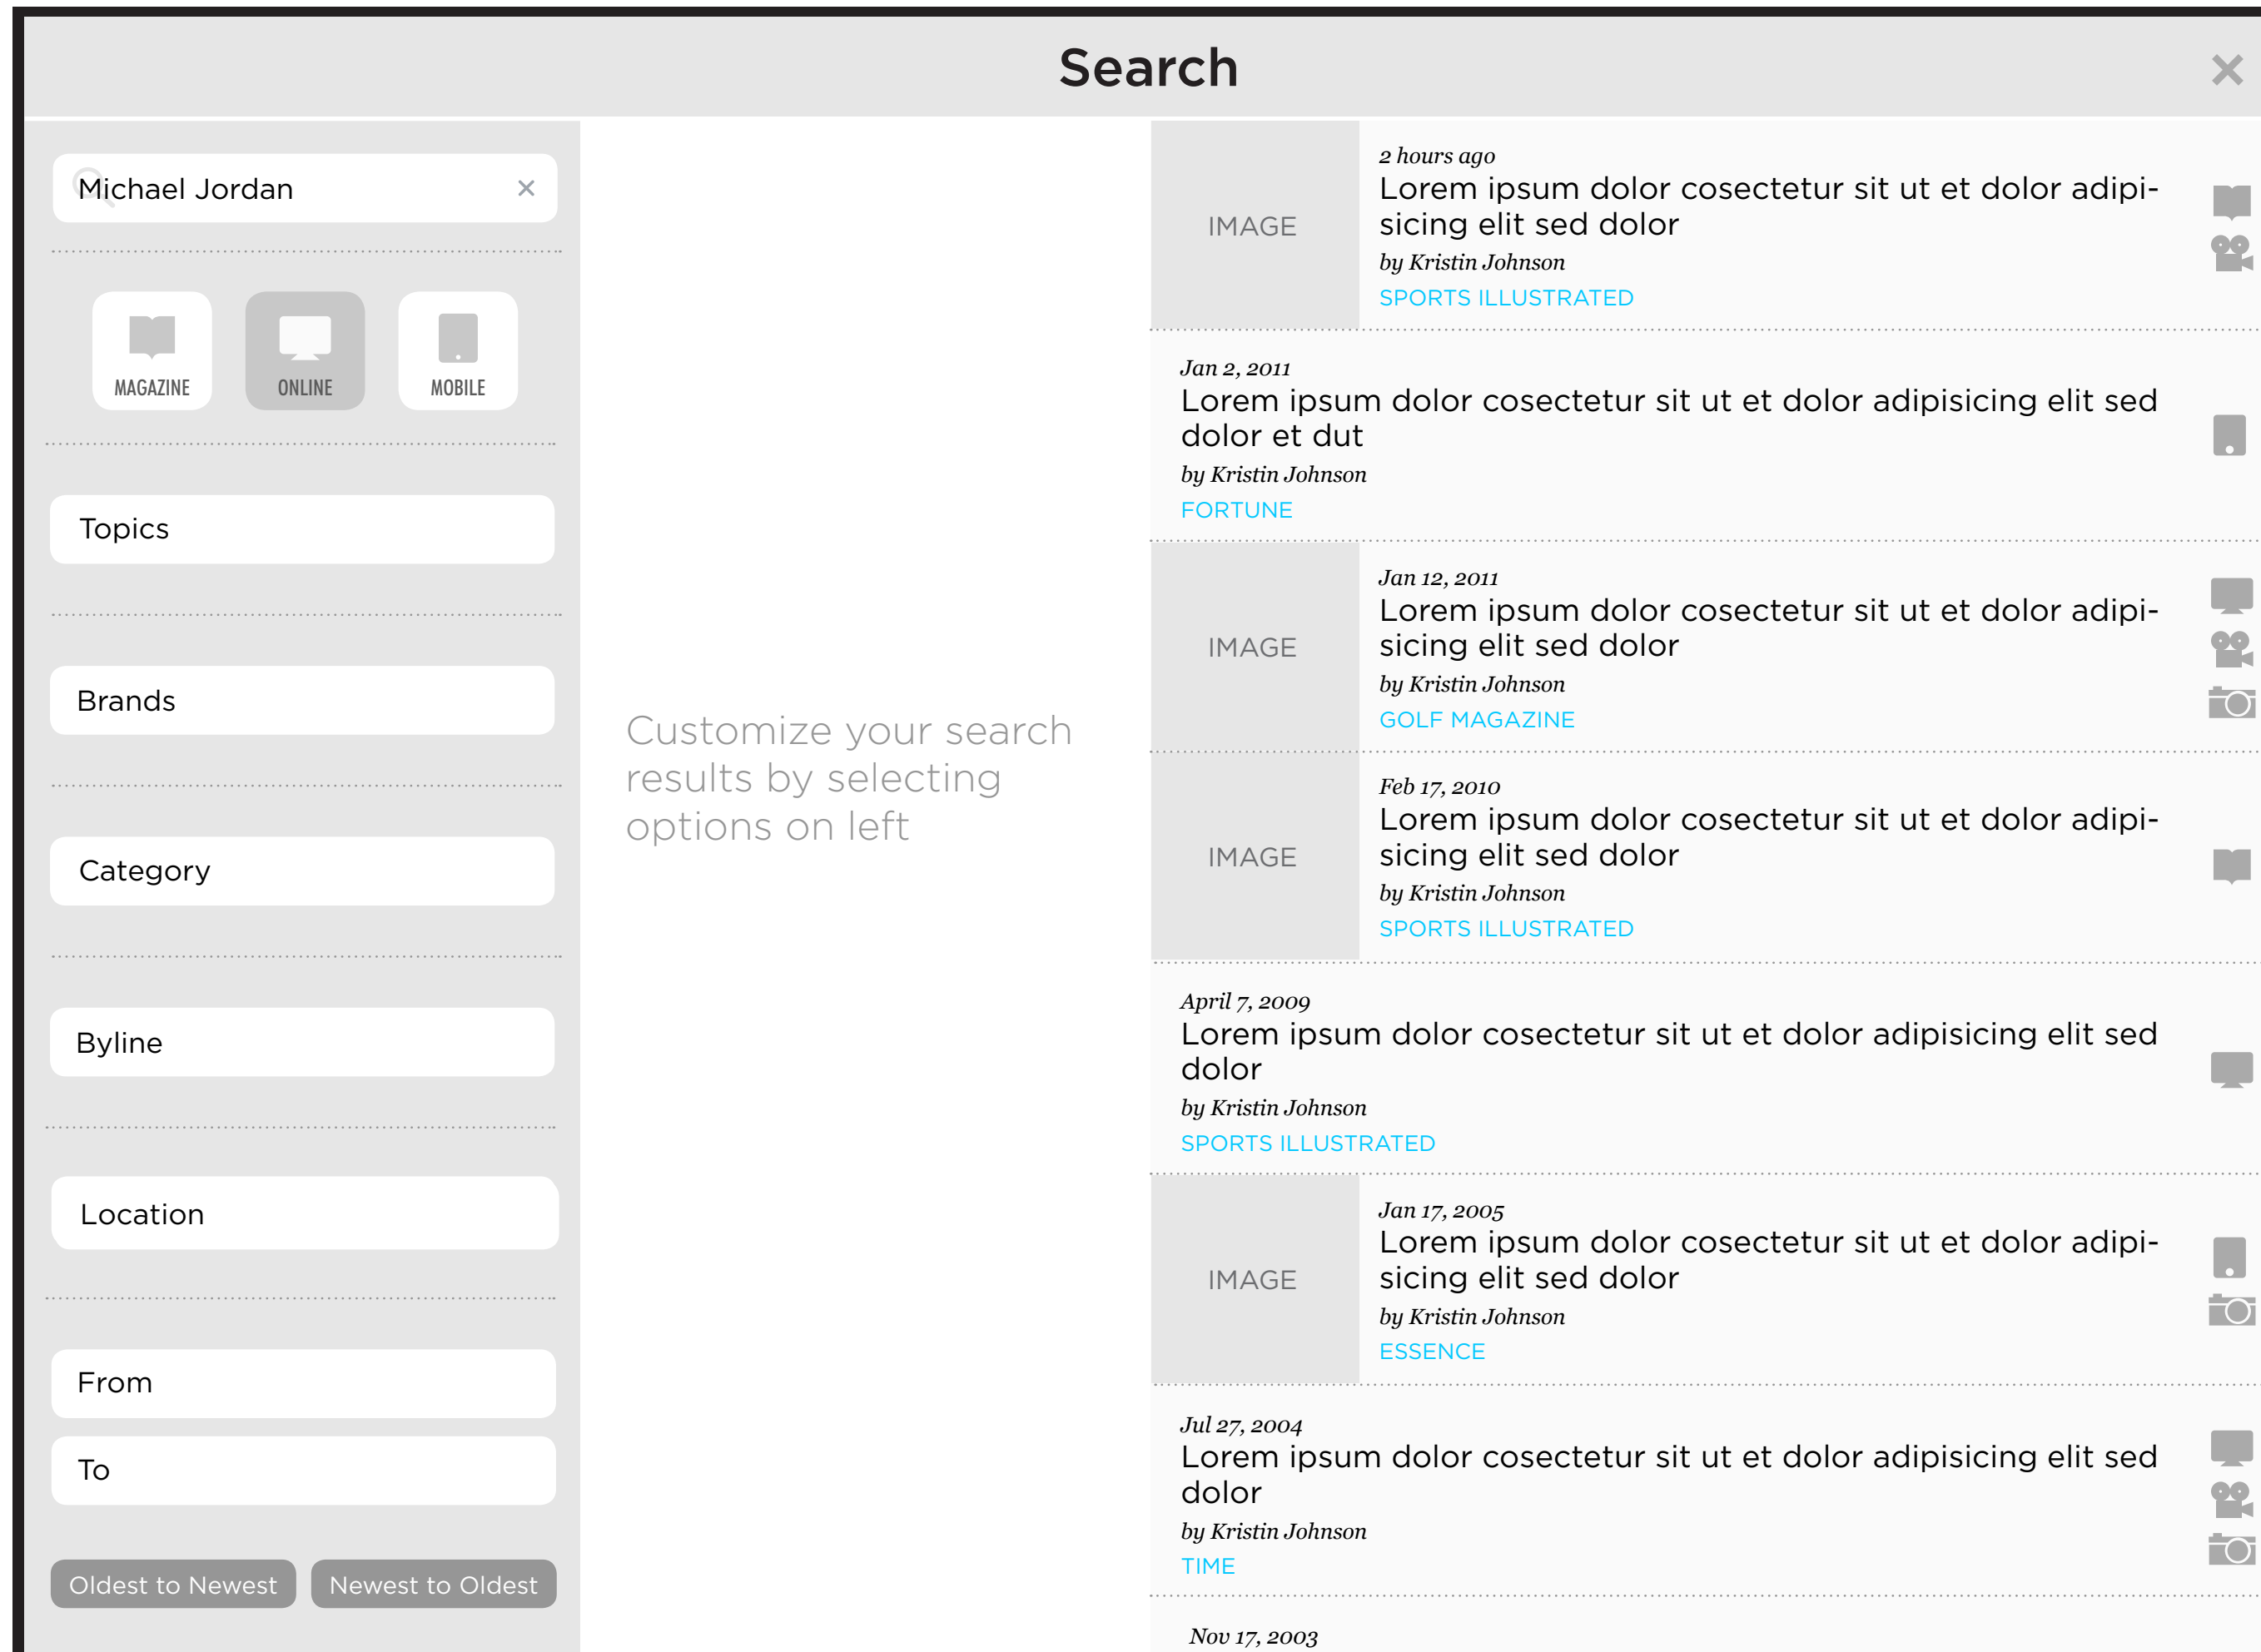 Search
Michael Jordan
MAGAZINE
ONLINE
MOBILE
Topics
Brands
Category
Byline
Location
From
To
Oldest to Newest
Newest to Oldest
Customize your search
results by selecting
options on left
IMAGE
2 hours ago
Lorem ipsum dolor cosectetur sit ut et dolor adipi-
sicing elit sed dolor
by Kristin Johnson
SPORTS ILLUSTRATED
Jan 2, 2011
Lorem ipsum dolor cosectetur sit ut et dolor adipisicing elit sed
dolor et dut
by Kristin Johnson
FORTUNE
IMAGE
Jan 12, 2011
Lorem ipsum dolor cosectetur sit ut et dolor adipi-
sicing elit sed dolor
by Kristin Johnson
GOLF MAGAZINE
IMAGE
Feb 17, 2010
Lorem ipsum dolor cosectetur sit ut et dolor adipi-
sicing elit sed dolor
by Kristin Johnson
SPORTS ILLUSTRATED
April 7, 2009
Lorem ipsum dolor cosectetur sit ut et dolor adipisicing elit sed
dolor
by Kristin Johnson
SPORTS ILLUSTRATED
IMAGE
Jan 17, 2005
Lorem ipsum dolor cosectetur sit ut et dolor adipi-
sicing elit sed dolor
by Kristin Johnson
ESSENCE
Jul 27, 2004
Lorem ipsum dolor cosectetur sit ut et dolor adipisicing elit sed
dolor
by Kristin Johnson
TIME
Nov 17, 2003